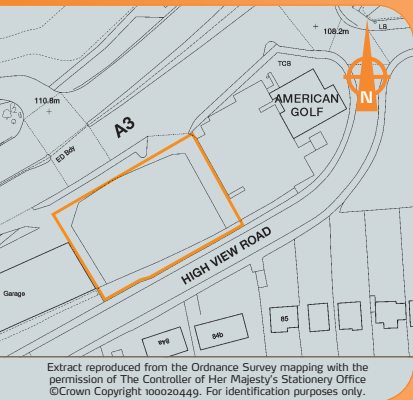 LB
108.2m
TCB
N
110.8m
AMERICAN
GOLF
A3
ED Bdy
HIGH VIEW ROAD
Garage
85
84b
84a
Extract reproduced from the Ordnance Survey mapping with the
permission of The Controller of Her Majesty's Stationery Office
©Crown Copyright 100020449. For identification purposes only.